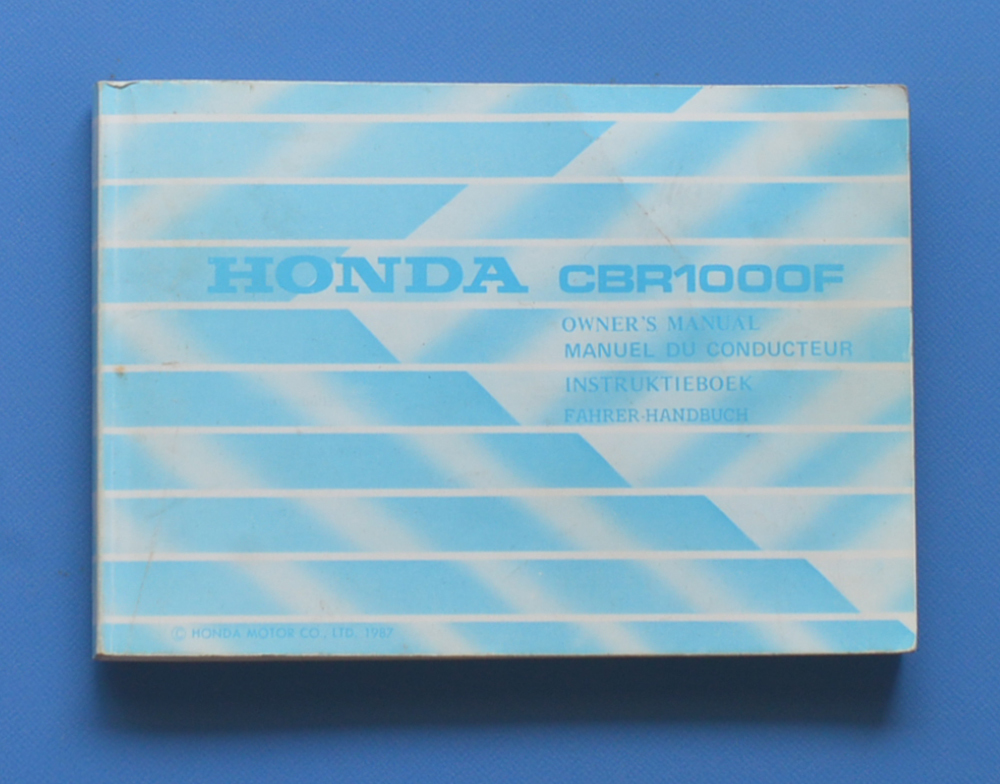 HONDA CBR1000F
OWNER'S MANUAL
MANUEL DU CONDUCTEUR
INSTRUKTIEBOEK
FAHRER-HANDBUCH
© HONDA MOTOR CO., LTD. 1987